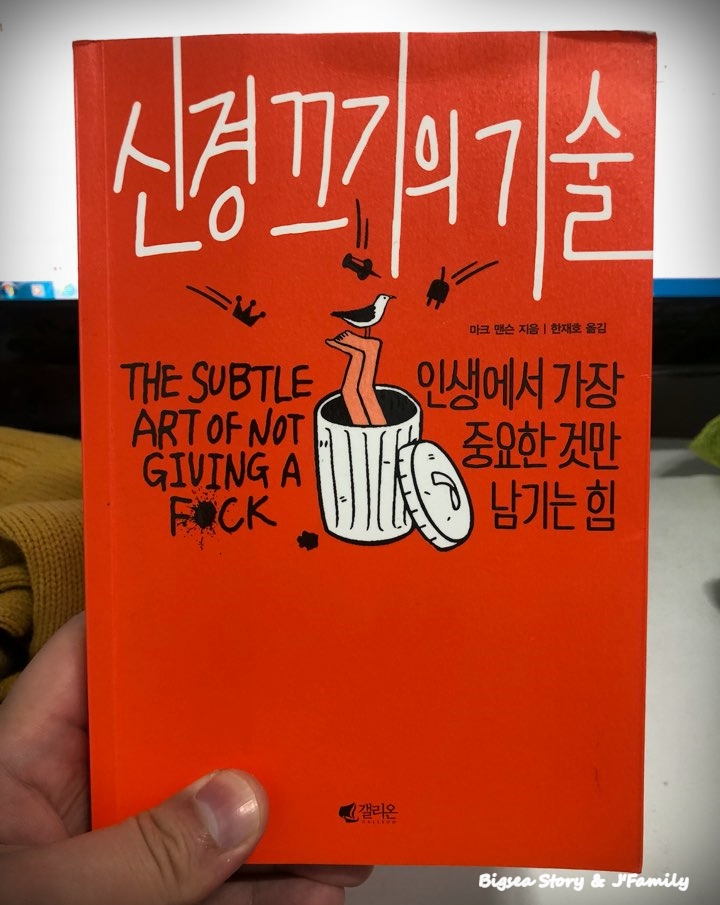 신경 끄기의 기술
마크 맨슨 지음 | 한재호 옮김
THE SUBTLE
ART OF NOT
GIVING A
F CK
인생에서 가장
중요한 것만
남기는 힘
갤리온
GALLEON
Bigsea Story & J'Family